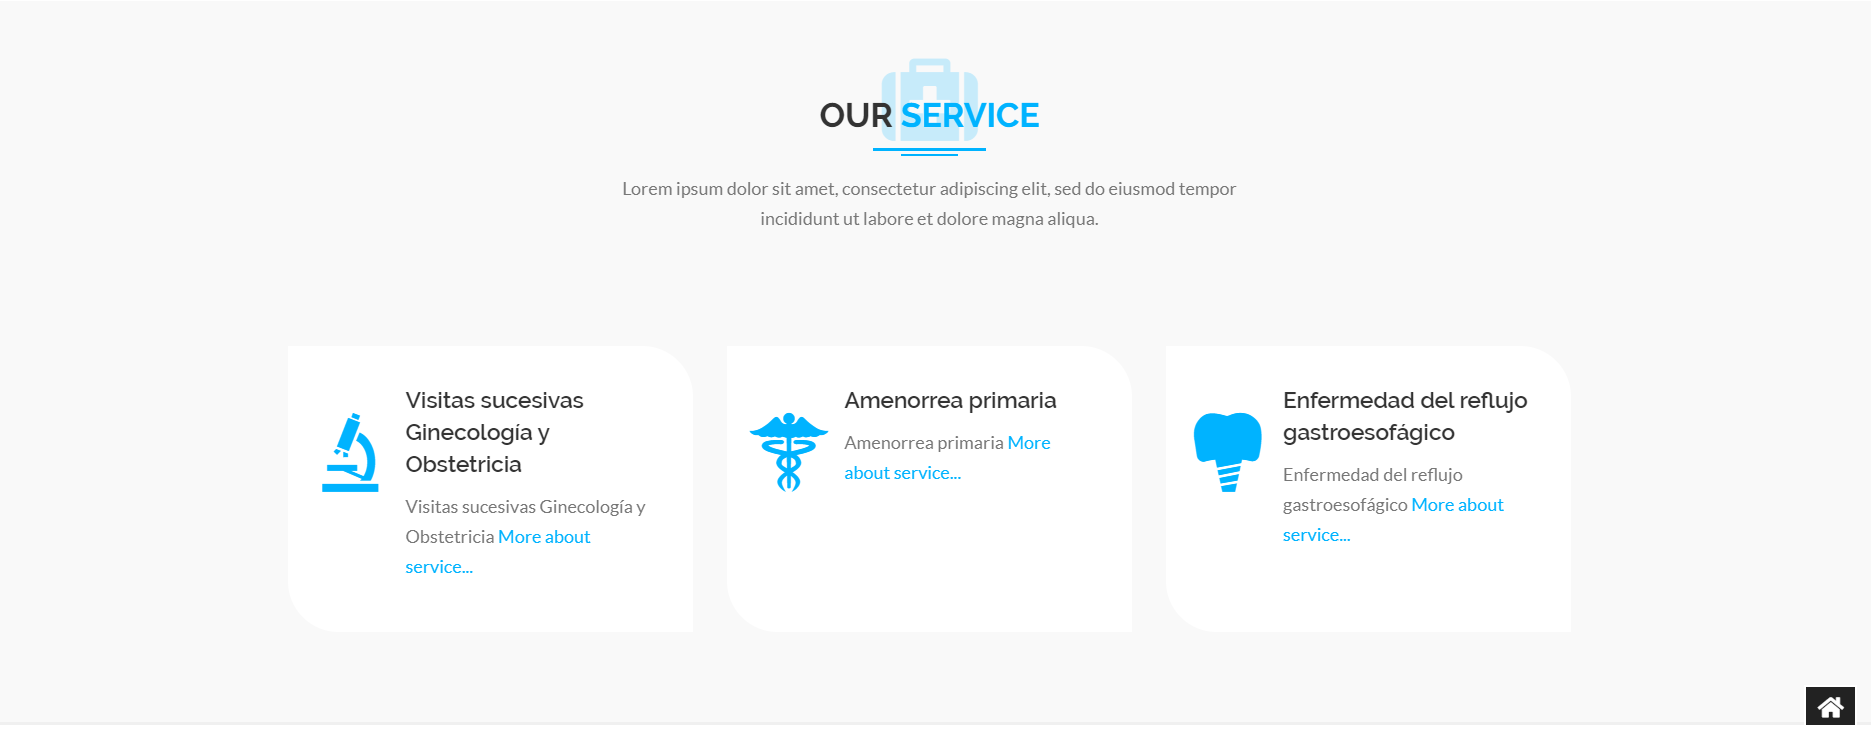 OUR SERVICE
Lorem ipsum dolor sit amet, consectetur adipiscing elit, sed do eiusmod tempor
incididunt ut labore et dolore magna aliqua.
Visitas sucesivas
Ginecología y
Obstetricia
Visitas sucesivas Ginecología y
Obstetricia More about
service...
Amenorrea primaria
Amenorrea primaria More
about service...
Enfermedad del reflujo
gastroesofágico
Enfermedad del reflujo
gastroesofágico More about
service...